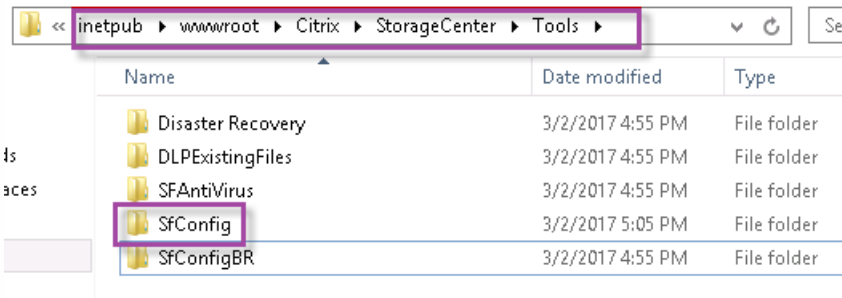 « inetpub ▸ wwwroot ▸ Citrix ▸ StorageCenter ▸ Tools ▸ Se
Name Date modified Type
Disaster Recovery 3/2/2017 4:55 PM File folder
ds DLPExistingFiles 3/2/2017 4:55 PM File folder
aces SFAntiVirus 3/2/2017 4:55 PM File folder
SfConfig 3/2/2017 5:05 PM File folder
SfConfigBR 3/2/2017 4:55 PM File folder